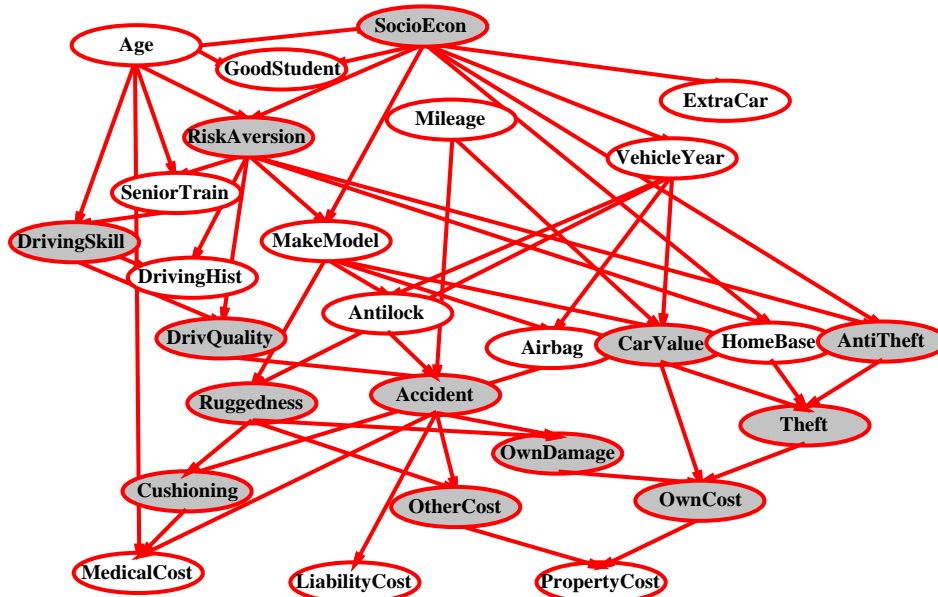 SocioEcon
Age
GoodStudent
ExtraCar
Mileage
RiskAversion
VehicleYear
SeniorTrain
DrivingSkill
MakeModel
DrivingHist
Antilock
DrivQuality
Airbag
CarValue
HomeBase
AntiTheft
Ruggedness
Accident
Theft
OwnDamage
Cushioning
OtherCost
OwnCost
MedicalCost
LiabilityCost
PropertyCost